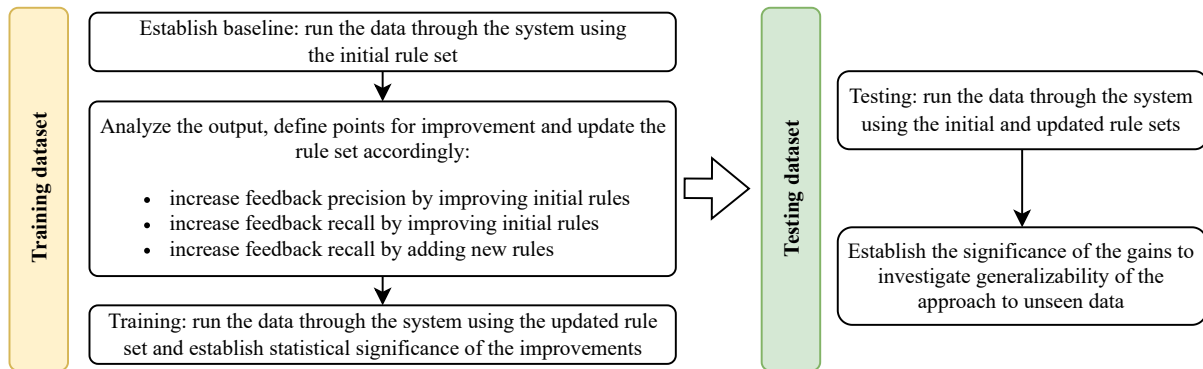 Training dataset
Establish baseline: run the data through the system using
the initial rule set
Analyze the output, define points for improvement and update the
rule set accordingly:
• increase feedback precision by improving initial rules
• increase feedback recall by improving initial rules
• increase feedback recall by adding new rules
Training: run the data through the system using the updated rule
set and establish statistical significance of the improvements
Testing dataset
Testing: run the data through the system
using the initial and updated rule sets
Establish the significance of the gains to
investigate generalizability of the
approach to unseen data